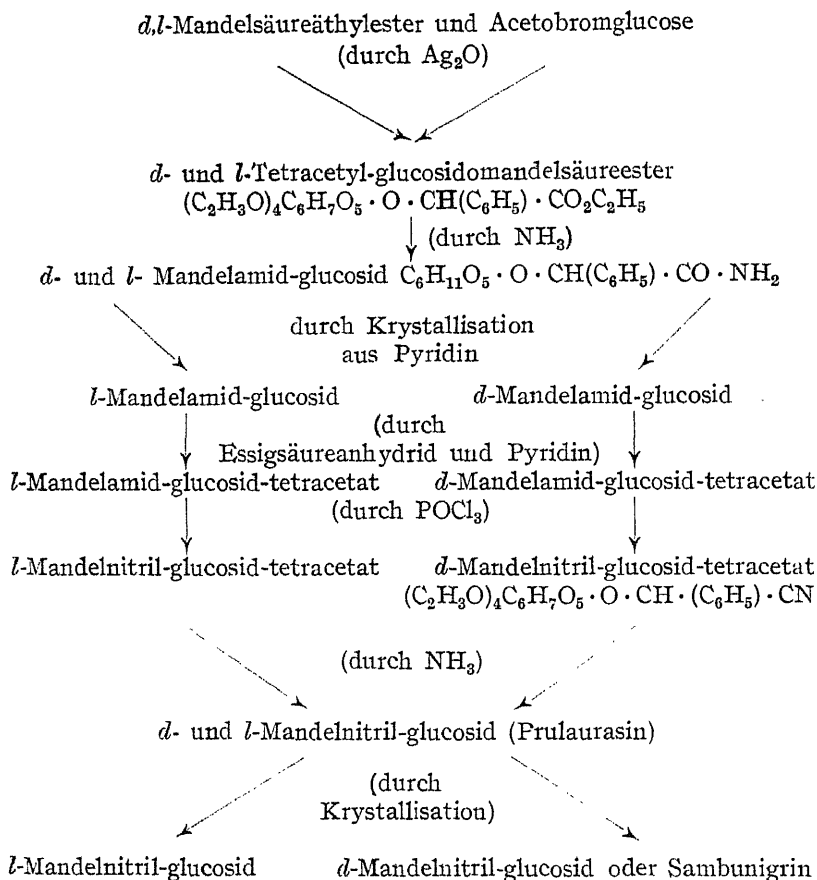 d,l-Mandelsäureäthylester und Acetobromglucose
(durch Ag₂O)
d- und l-Tetracetyl-glucosidomandelsäureester
(C₂H₃O)₄C₆H₇O₅ · O · CH(C₆H₅) · CO₂C₂H₅
(durch NH₃)
d- und l- Mandelamid-glucosid C₆H₁₁O₅ · O · CH(C₆H₅) · CO · NH₂
durch Krystallisation
aus Pyridin
l-Mandelamid-glucosid d-Mandelamid-glucosid
(durch
Essigsäureanhydrid und Pyridin)
l-Mandelamid-glucosid-tetracetat d-Mandelamid-glucosid-tetracetat
(durch POCl₃)
l-Mandelnitril-glucosid-tetracetat d-Mandelnitril-glucosid-tetracetat
(C₂H₃O)₄C₆H₇O₅ · O · CH · (C₆H₅) · CN
(durch NH₃)
d- und l-Mandelnitril-glucosid (Prulaurasin)
(durch
Krystallisation)
l-Mandelnitril-glucosid d-Mandelnitril-glucosid oder Sambunigrin